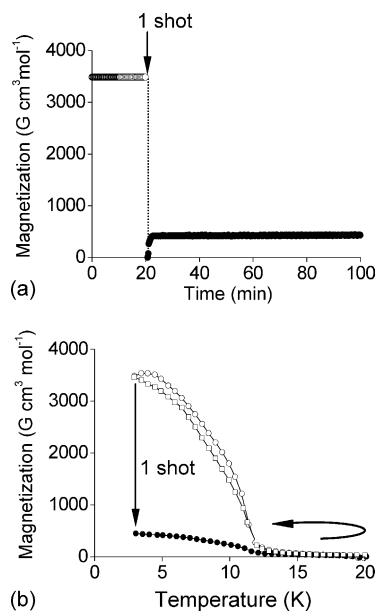 1 shot
4000
3000
2000
1000
0
Magnetization (G cm³mol⁻¹)
0 20 40 60 80 100
Time (min)
(a)
4000
3000
2000
1000
0
Magnetization (G cm³ mol⁻¹)
1 shot
0 5 10 15 20
Temperature (K)
(b)